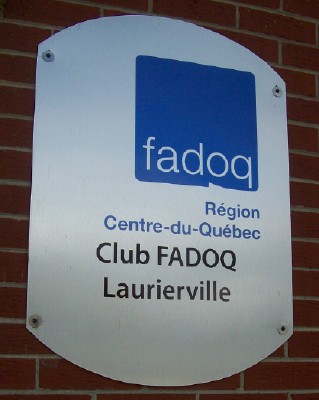 fadoq
Région
Centre-du-Québec
Club FADOQ
Laurierville